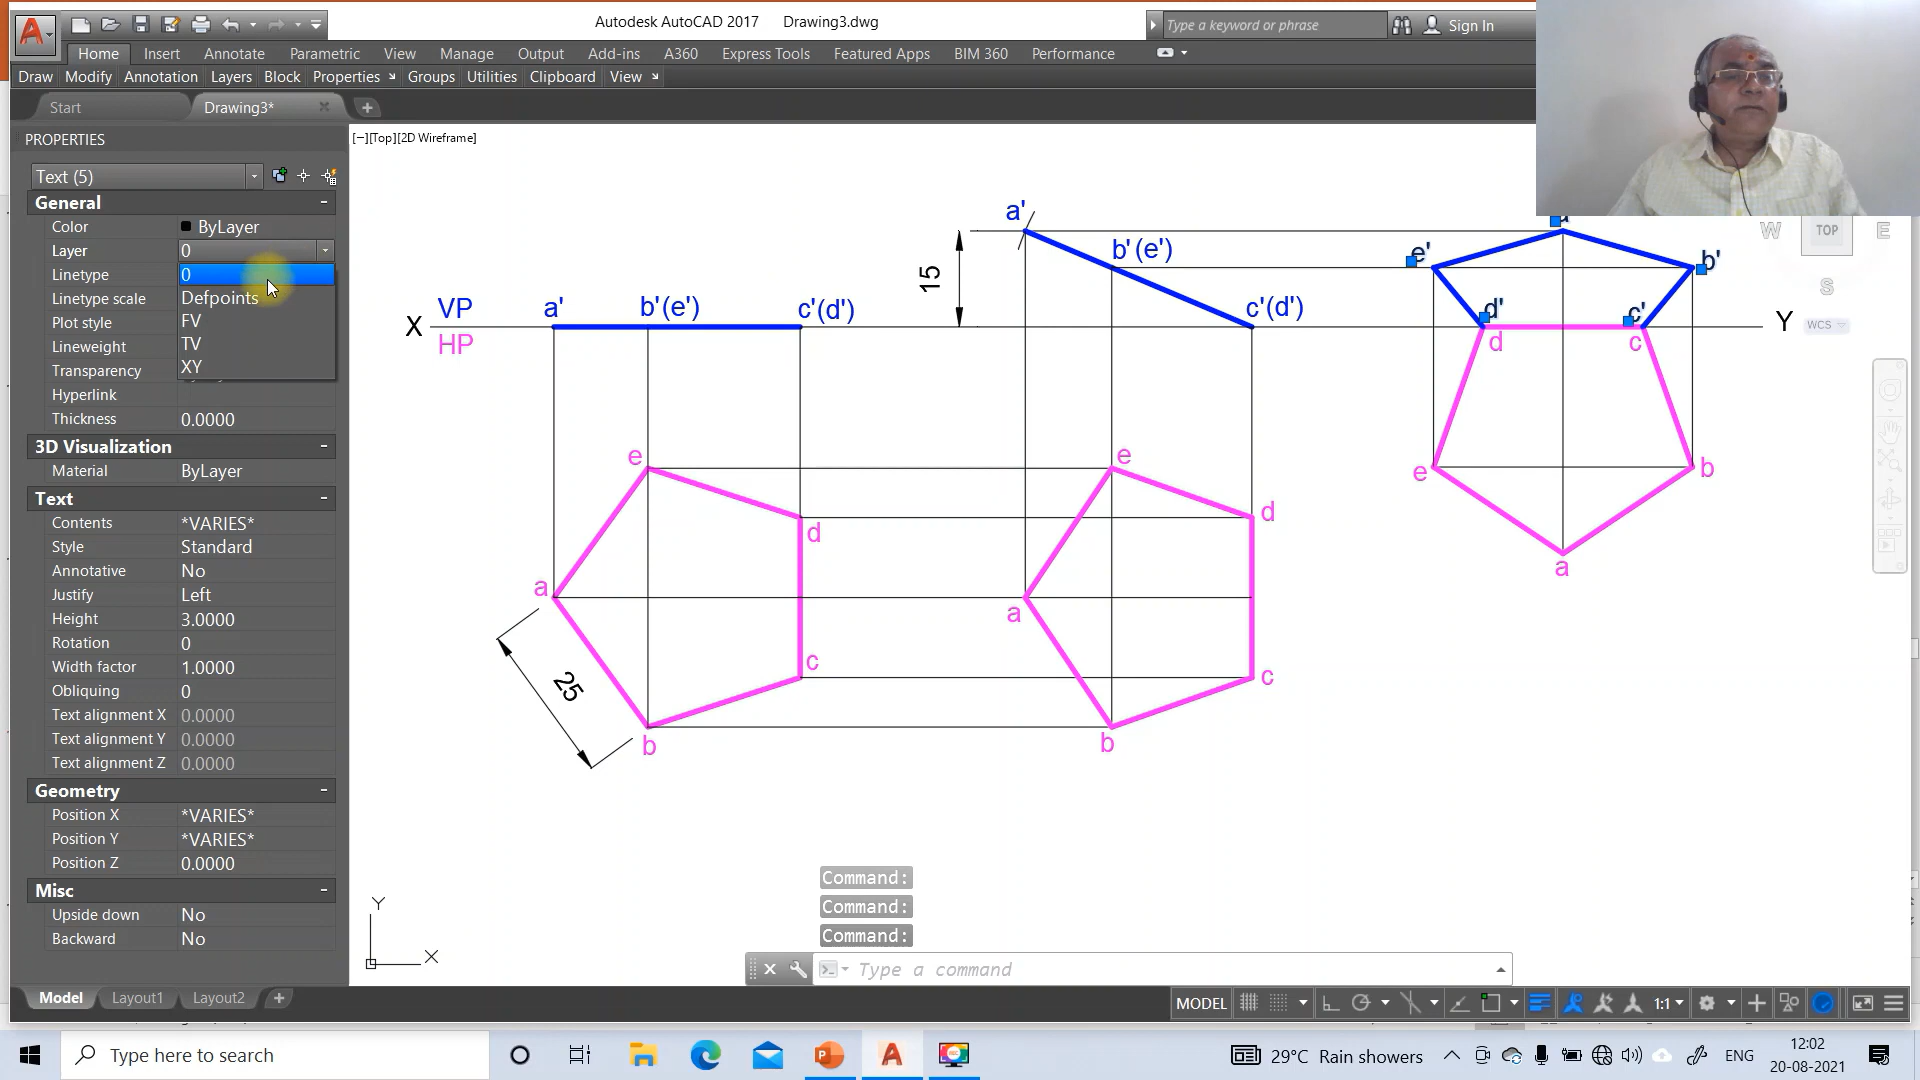 Autodesk AutoCAD 2017 Drawing3.dwg
Type a keyword or phrase
Sign In
Home Insert Annotate Parametric View Manage Output Add-ins A360 Express Tools Featured Apps BIM 360 Performance
Draw Modify Annotation Layers Block Properties Groups Utilities Clipboard View
Start Drawing3*
PROPERTIES
[−][Top][2D Wireframe]
Text (5)
General
Color ByLayer
Layer 0
Linetype
Linetype scale
Plot style
Lineweight
Transparency
Hyperlink
0
Defpoints
FV
TV
XY
Thickness 0.0000
3D Visualization
Material ByLayer
Text
Contents *VARIES*
Style Standard
Annotative No
Justify Left
Height 3.0000
Rotation 0
Width factor 1.0000
Obliquing 0
Text alignment X 0.0000
Text alignment Y 0.0000
Text alignment Z 0.0000
Geometry
Position X *VARIES*
Position Y *VARIES*
Position Z 0.0000
Misc
Upside down No
Backward No
X
VP
HP
a'
b'(e')
c'(d')
e
d
a
c
b
25
15
a'
b'(e')
c'(d')
e
d
a
c
b
e'
b'
d'
c'
d
c
e
b
a
Y
W TOP E
S
WCS
Y
X
Command:
Command:
Command:
Type a command
Model Layout1 Layout2
MODEL
1:1
Type here to search
29°C Rain showers
ENG
12:02
20-08-2021